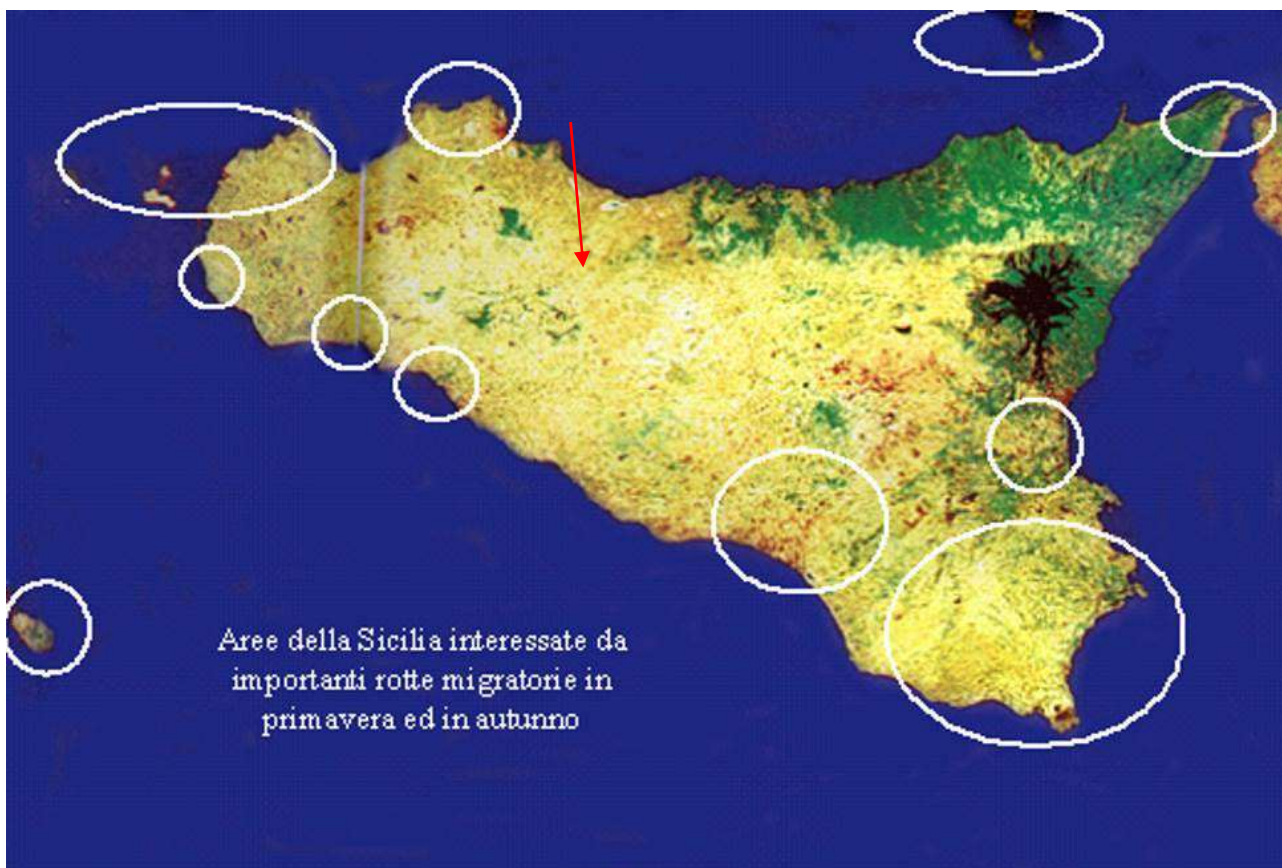 Aree della Sicilia interessate da
importanti rotte migratorie in
primavera ed in autunno